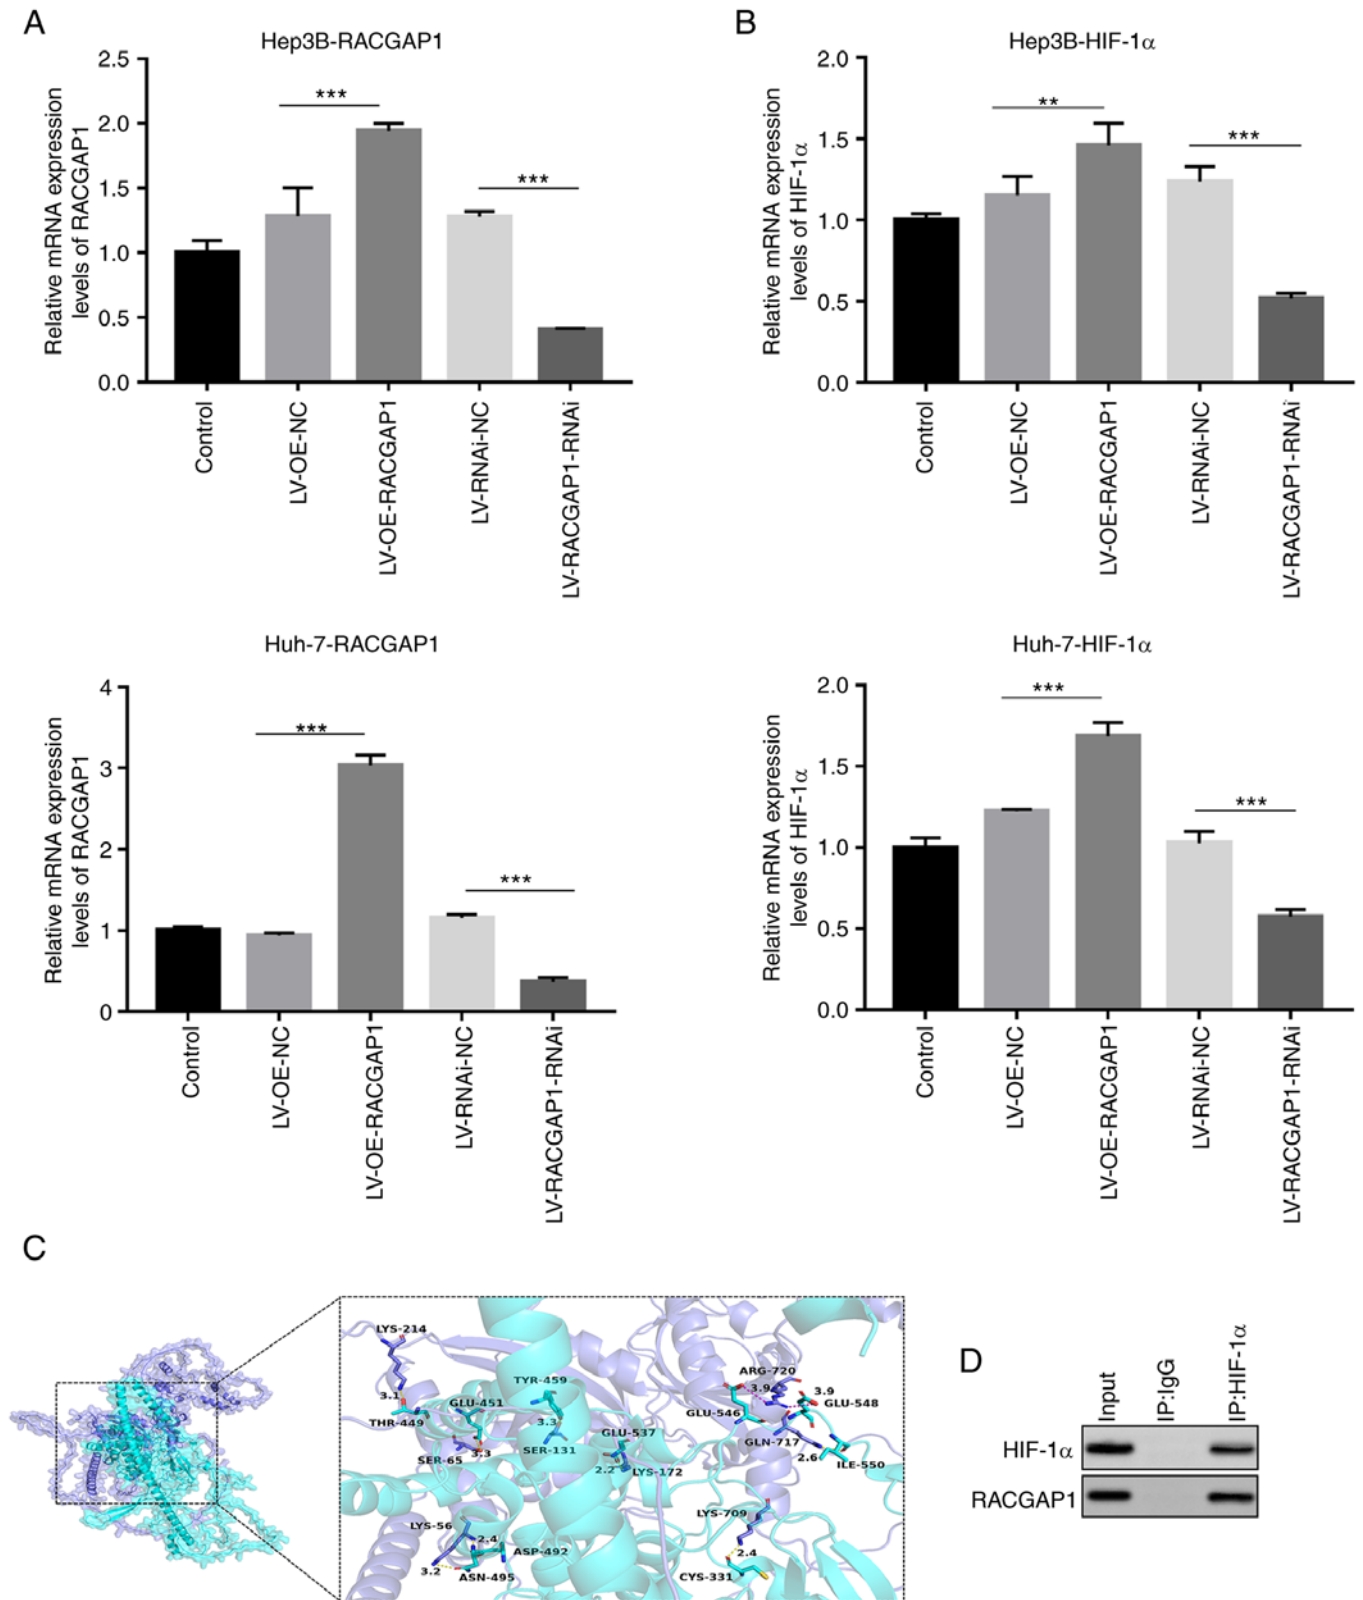 A
Hep3B-RACGAP1
Relative mRNA expression
levels of RACGAP1
2.5
2.0
1.5
1.0
0.5
0.0
***
***
Control
LV-OE-NC
LV-OE-RACGAP1
LV-RNAi-NC
LV-RACGAP1-RNAi
B
Hep3B-HIF-1α
Relative mRNA expression
levels of HIF-1α
2.0
1.5
1.0
0.5
0.0
**
***
Control
LV-OE-NC
LV-OE-RACGAP1
LV-RNAi-NC
LV-RACGAP1-RNAi
Huh-7-RACGAP1
Relative mRNA expression
levels of RACGAP1
4
3
2
1
0
***
***
Control
LV-OE-NC
LV-OE-RACGAP1
LV-RNAi-NC
LV-RACGAP1-RNAi
Huh-7-HIF-1α
Relative mRNA expression
levels of HIF-1α
2.0
1.5
1.0
0.5
0.0
***
***
Control
LV-OE-NC
LV-OE-RACGAP1
LV-RNAi-NC
LV-RACGAP1-RNAi
C
LYS-214
3.1
THR-449
GLU-451
SER-65
3.3
TYR-459
3.3
SER-131
GLU-537
2.2
LYS-172
ARG-720
3.9
3.9
GLU-546
GLU-548
GLN-717
2.6
ILE-550
LYS-56
2.4
ASP-492
3.2
ASN-495
LYS-709
2.4
CYS-331
D
Input
IP:IgG
IP:HIF-1α
HIF-1α
RACGAP1